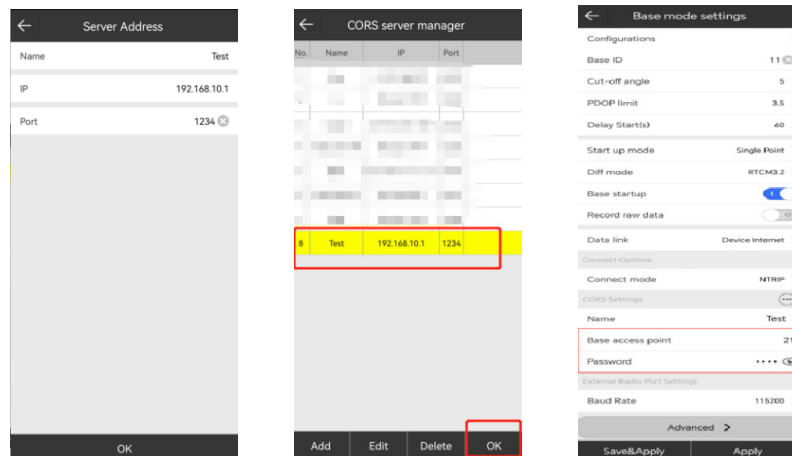 Server Address
Name Test
IP 192.168.10.1
Port 1234
OK
CORS server manager
No. Name IP Port
8 Test 192.168.10.1 1234
Add Edit Delete OK
Base mode settings
Configurations
Base ID 11
Cut-off angle 5
PDOP limit 3.5
Delay Start(s) 60
Start up mode Single Point
Diff mode RTCM3.2
Base startup
Record raw data
Data link Device Internet
Connect Options
Connect mode NTRIP
CORS Settings
Name Test
Base access point 21
Password ••••
External Radio Port Settings
Baud Rate 115200
Advanced >
Save&Apply Apply